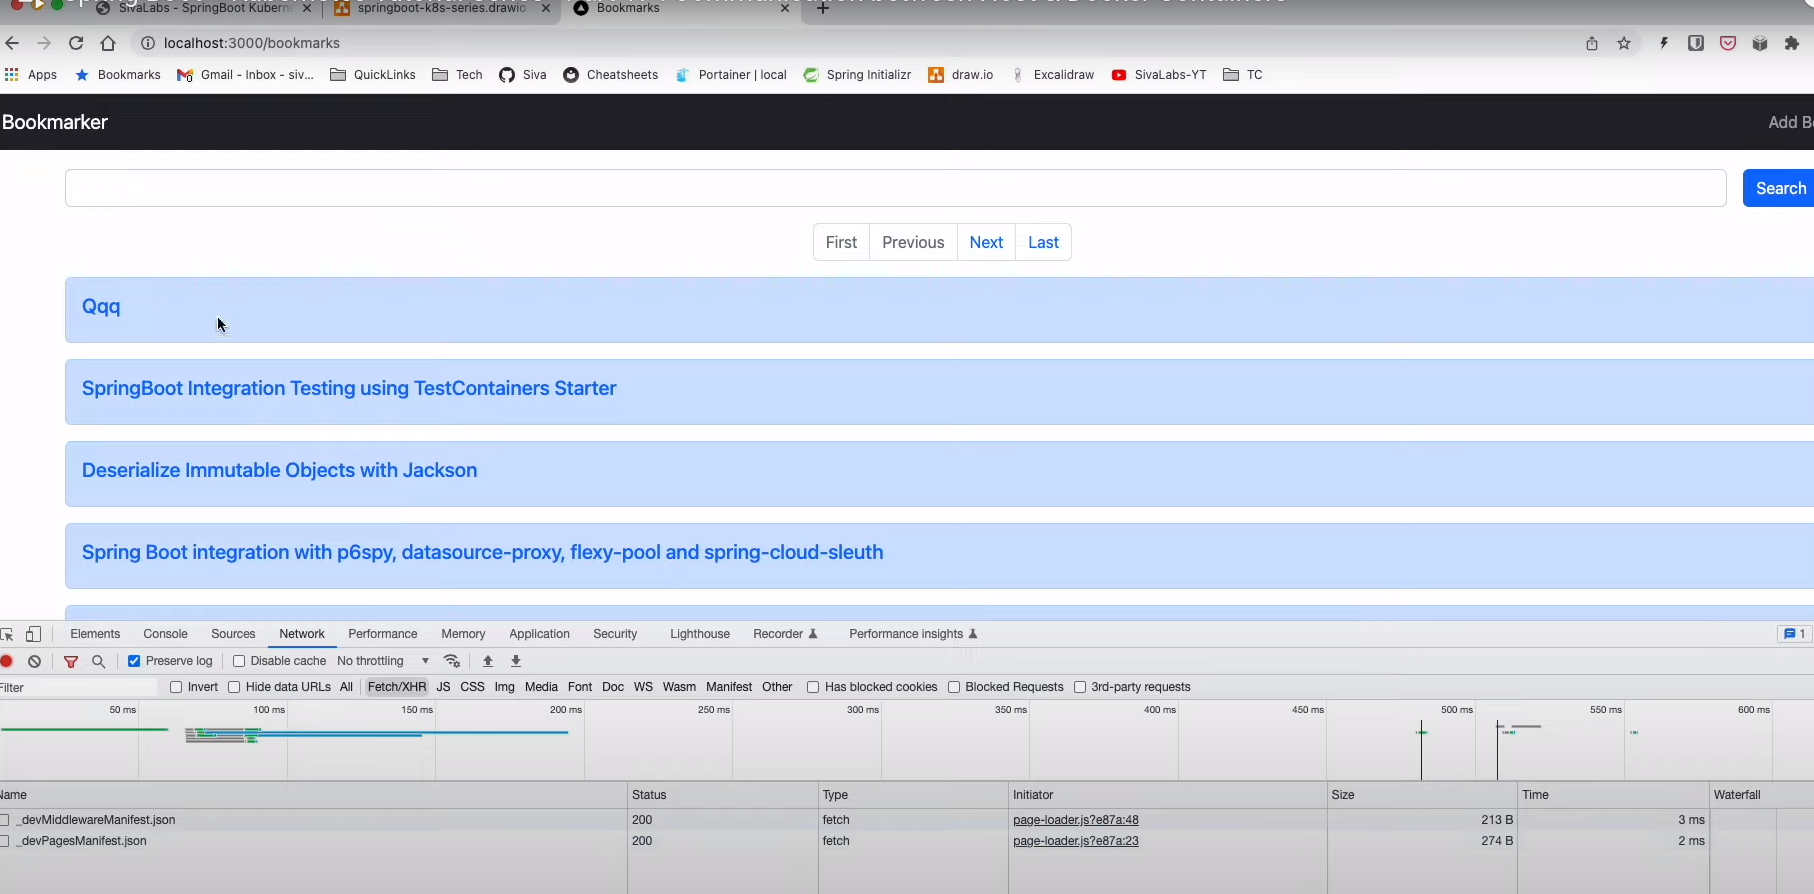 SivaLabs - SpringBoot Kubern springboot-k8s-series.drawio Bookmarks
localhost:3000/bookmarks
Apps Bookmarks Gmail - Inbox - siv... QuickLinks Tech Siva Cheatsheets Portainer | local Spring Initializr draw.io Excalidraw SivaLabs-YT TC
Bookmarker Add B
Search
First Previous Next Last
Qqq
SpringBoot Integration Testing using TestContainers Starter
Deserialize Immutable Objects with Jackson
Spring Boot integration with p6spy, datasource-proxy, flexy-pool and spring-cloud-sleuth
Elements Console Sources Network Performance Memory Application Security Lighthouse Recorder Performance insights 1
Preserve log Disable cache No throttling
Filter Invert Hide data URLs All Fetch/XHR JS CSS Img Media Font Doc WS Wasm Manifest Other Has blocked cookies Blocked Requests 3rd-party requests
50 ms 100 ms 150 ms 200 ms 250 ms 300 ms 350 ms 400 ms 450 ms 500 ms 550 ms 600 ms
Name Status Type Initiator Size Time Waterfall
_devMiddlewareManifest.json 200 fetch page-loader.js?e87a:48 213 B 3 ms
_devPagesManifest.json 200 fetch page-loader.js?e87a:23 274 B 2 ms